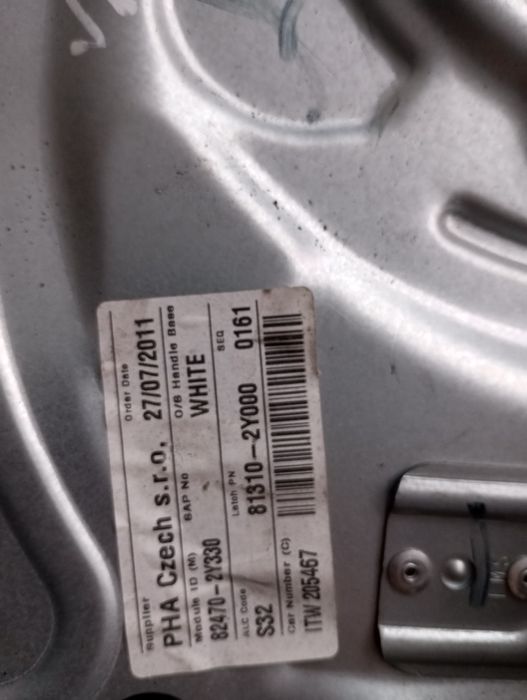 Supplier Order Date
PHA Czech s.r.o. 27/07/2011
Module ID (M) SAP No O/S Handle Base
82470-2Y330 WHITE
ALC Code Latch PN SEQ
S32 81310-2Y000 0161
Car Number (C)
ITW 205467